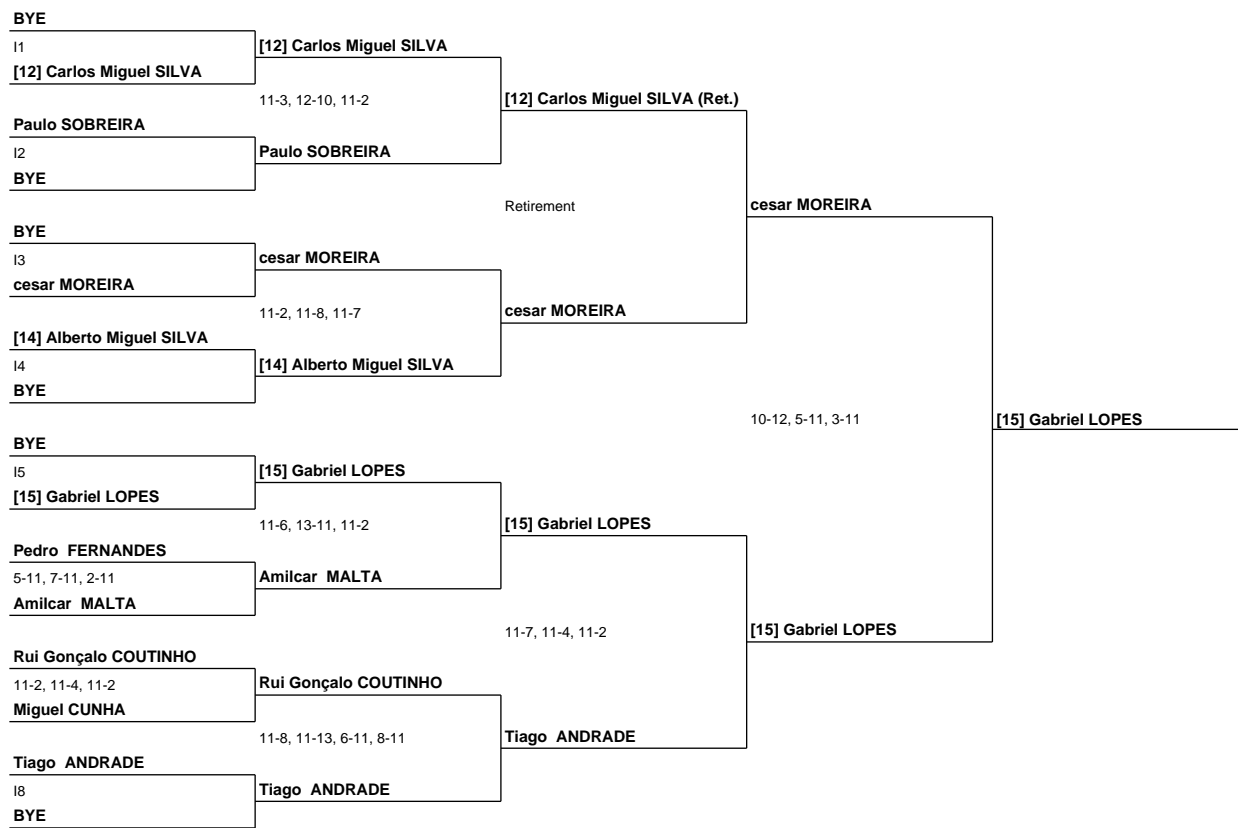 BYE
I1
[12] Carlos Miguel SILVA
[12] Carlos Miguel SILVA
11-3, 12-10, 11-2
[12] Carlos Miguel SILVA (Ret.)
Paulo SOBREIRA
I2
Paulo SOBREIRA
BYE
Retirement
cesar MOREIRA
BYE
I3
cesar MOREIRA
cesar MOREIRA
11-2, 11-8, 11-7
cesar MOREIRA
[14] Alberto Miguel SILVA
I4
[14] Alberto Miguel SILVA
BYE
10-12, 5-11, 3-11
[15] Gabriel LOPES
BYE
I5
[15] Gabriel LOPES
[15] Gabriel LOPES
11-6, 13-11, 11-2
[15] Gabriel LOPES
Pedro  FERNANDES
5-11, 7-11, 2-11
Amilcar  MALTA
Amilcar  MALTA
11-7, 11-4, 11-2
[15] Gabriel LOPES
Rui Gonçalo COUTINHO
11-2, 11-4, 11-2
Rui Gonçalo COUTINHO
Miguel CUNHA
11-8, 11-13, 6-11, 8-11
Tiago  ANDRADE
Tiago  ANDRADE
I8
Tiago  ANDRADE
BYE